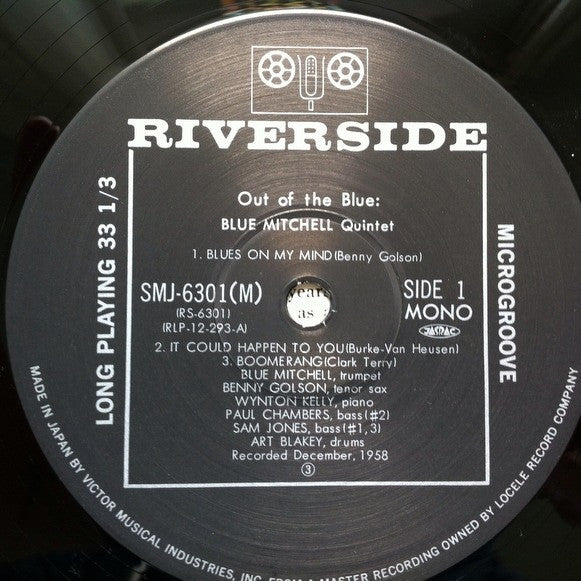 RIVERSIDE
Out of the Blue:
BLUE MITCHELL Quintet
1. BLUES ON MY MIND(Benny Golson)
SMJ-6301(M)
(RS-6301)
(RLP-12-293-A)
years
as
SIDE 1
MONO
JASRAC
2. IT COULD HAPPEN TO YOU(Burke-Van Heusen)
3. BOOMERANG(Clark Terry)
BLUE MITCHELL, trumpet
BENNY GOLSON, tenor sax
WYNTON KELLY, piano
PAUL CHAMBERS, bass(#2)
SAM JONES, bass(#1, 3)
ART BLAKEY, drums
Recorded December, 1958
③
LONG PLAYING 33 1/3
MICROGROOVE
MADE IN JAPAN BY VICTOR MUSICAL INDUSTRIES, INC. FROM A MASTER RECORDING OWNED BY LOCELE RECORD COMPANY